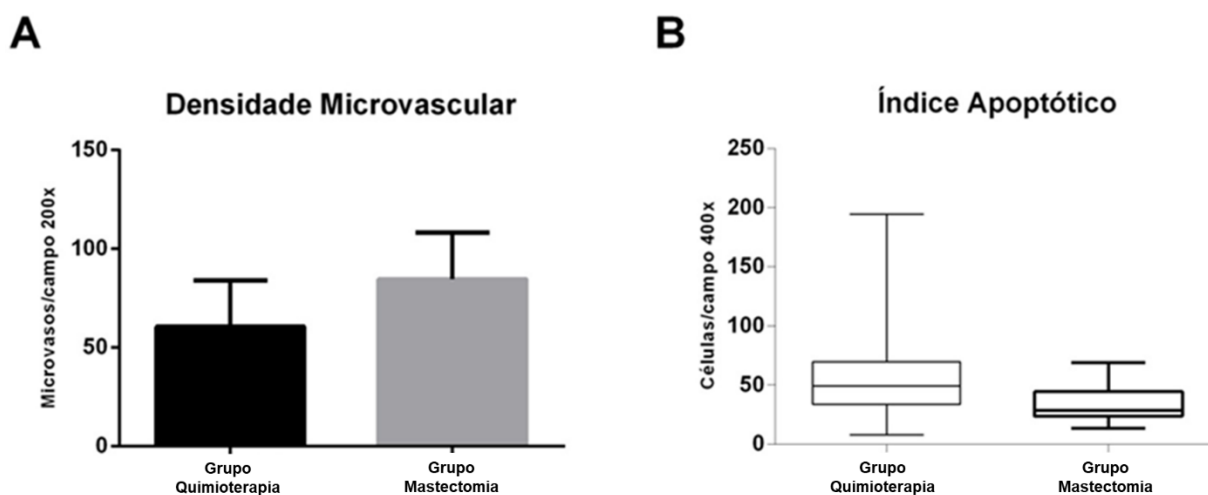 A
Densidade Microvascular
Microvasos/campo 200x
150
100
50
0
Grupo
Quimioterapia
Grupo
Mastectomia
B
Índice Apoptótico
Células/campo 400x
250
200
150
100
50
0
Grupo
Quimioterapia
Grupo
Mastectomia